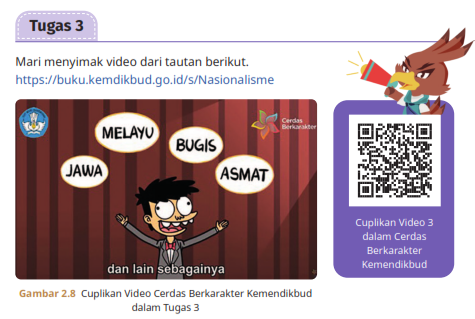 Tugas 3
Mari menyimak video dari tautan berikut.
https://buku.kemdikbud.go.id/s/Nasionalisme
Cerdas
Berkarakter
MELAYU
BUGIS
JAWA
ASMAT
dan lain sebagainya
Gambar 2.8 Cuplikan Video Cerdas Berkarakter Kemendikbud
dalam Tugas 3
Cuplikan Video 3
dalam Cerdas
Berkarakter
Kemendikbud